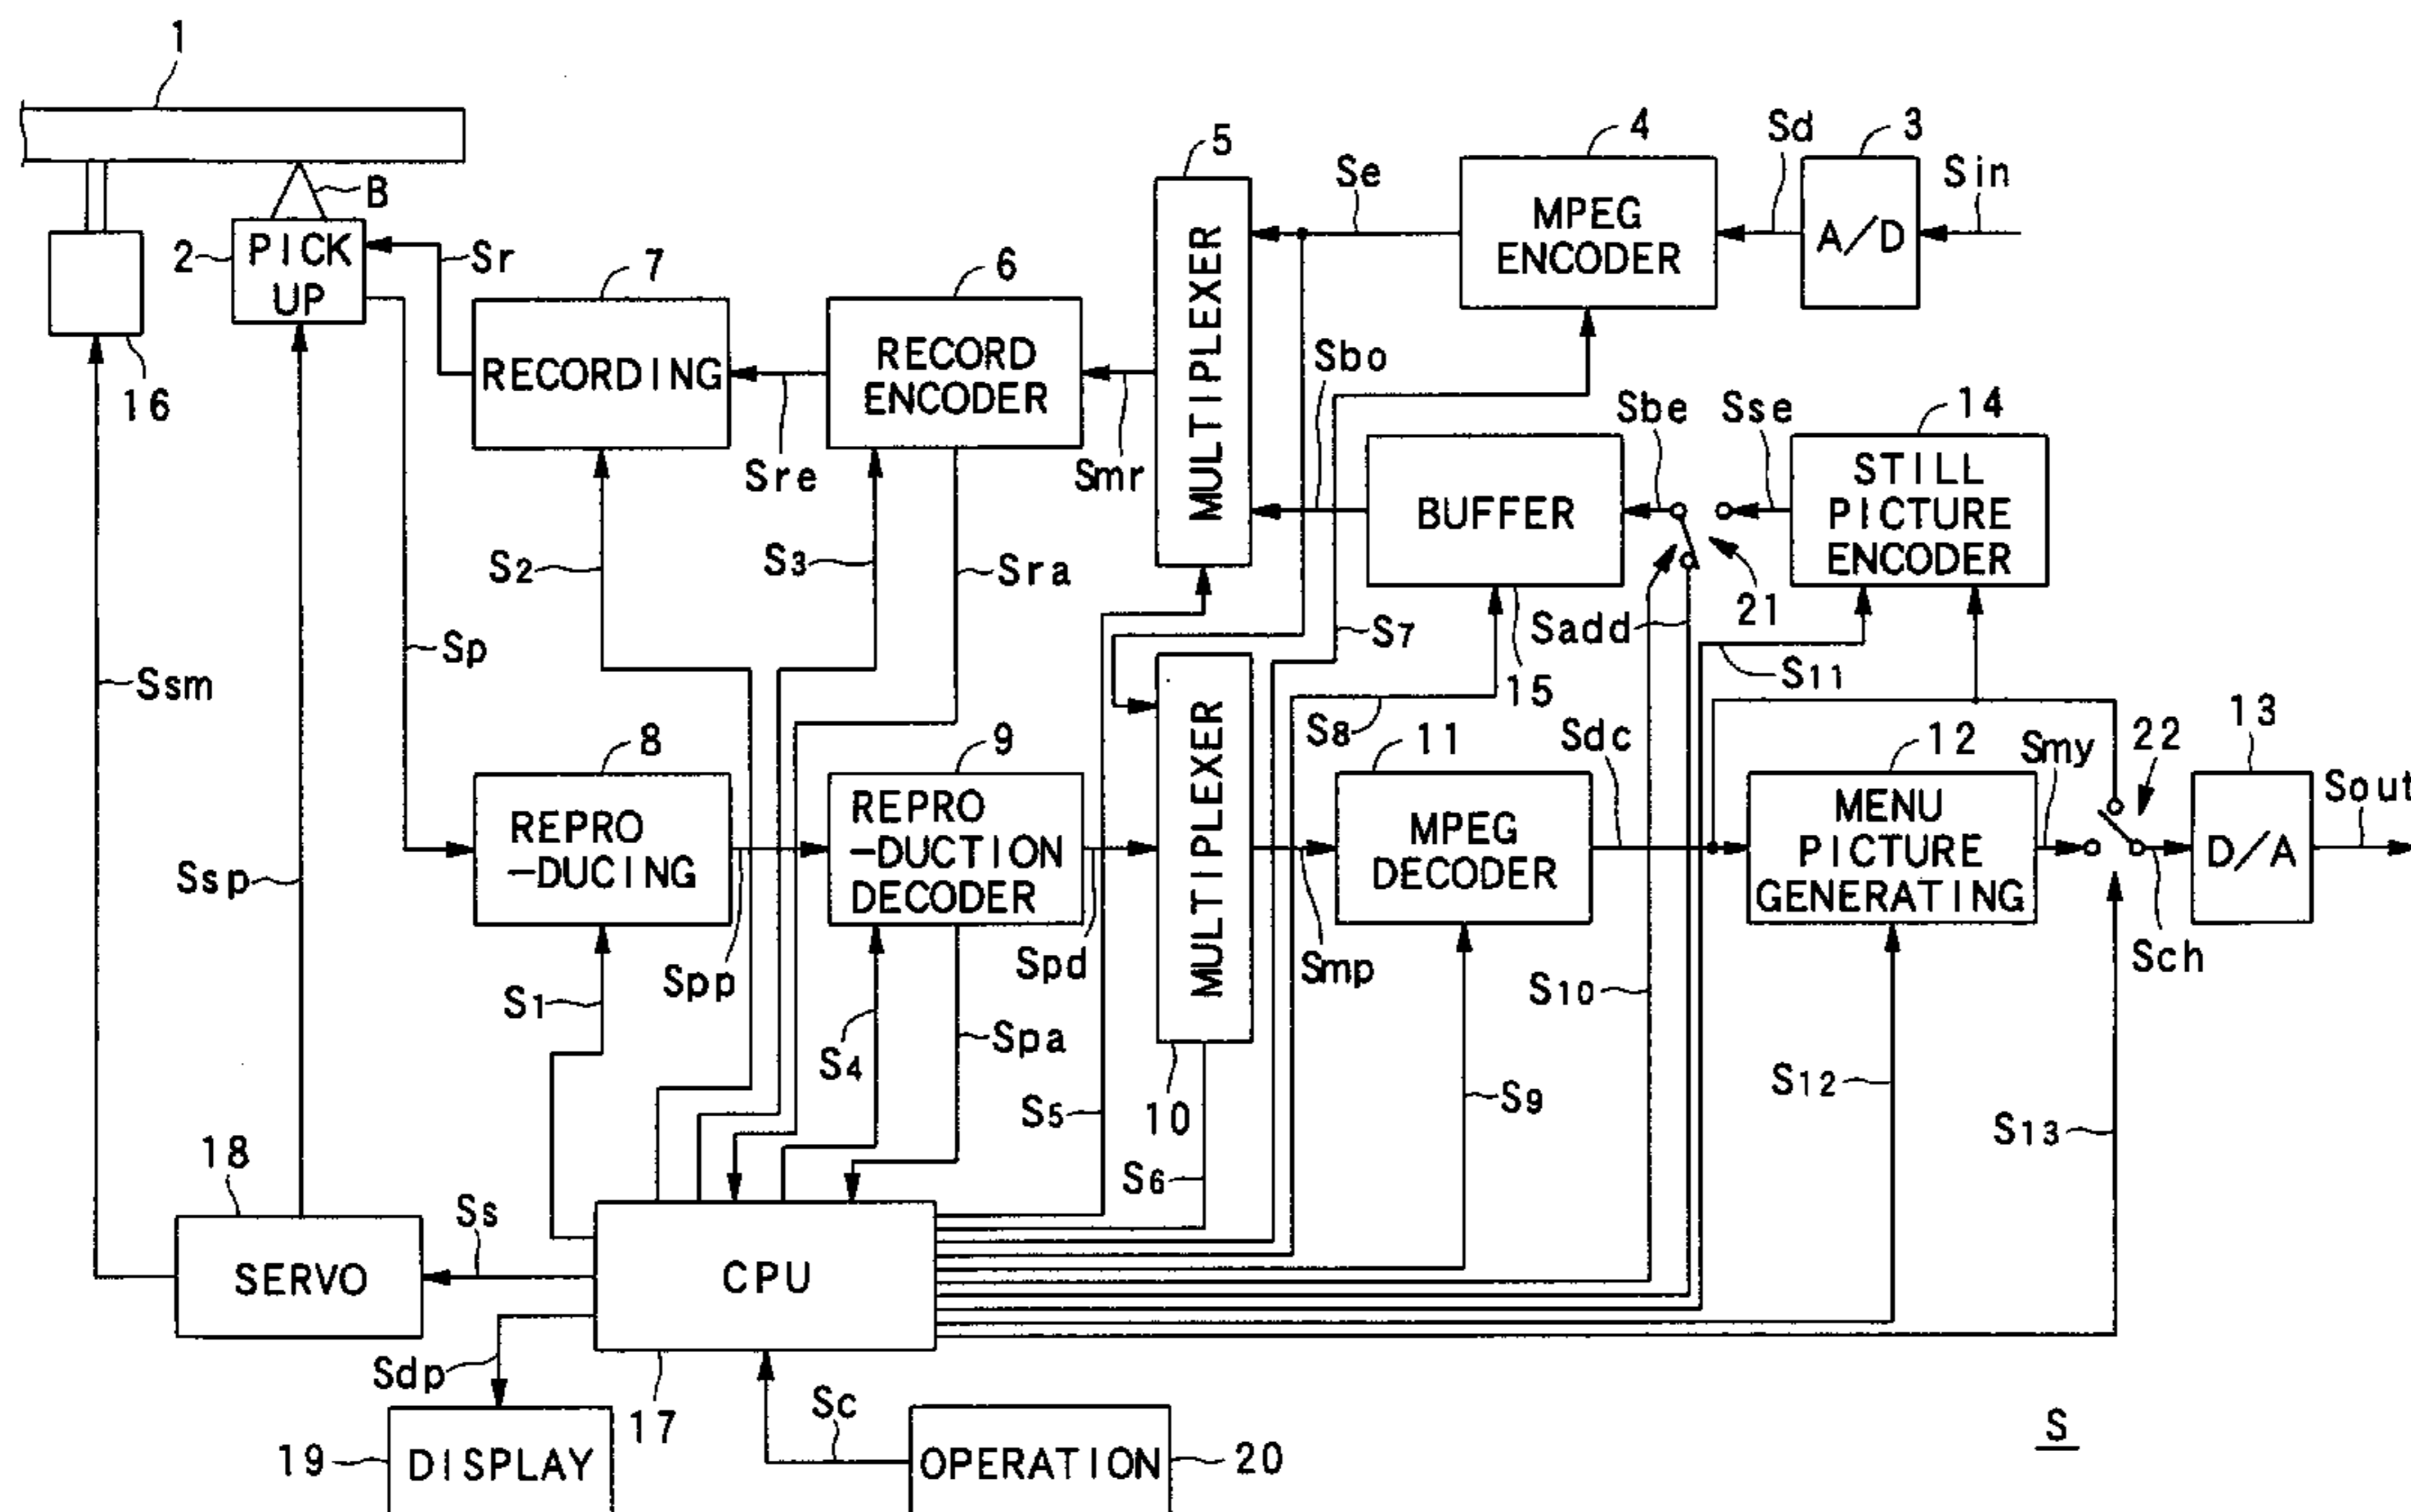 1
B
2
PICK
UP
Sr
16
7
RECORDING
6
RECORD
ENCODER
Sre
Smr
5
MULTIPLEXER
Se
4
MPEG
ENCODER
Sd
3
A/D
Sin
Sbo
BUFFER
15
Sbe
Sse
14
STILL
PICTURE
ENCODER
21
Sadd
S2
S3
Sra
S7
S11
S8
Sp
Ssm
Ssp
8
REPRO
-DUCING
Spp
9
REPRO
-DUCTION
DECODER
Spd
MULTIPLEXER
10
Smp
11
MPEG
DECODER
Sdc
12
MENU
PICTURE
GENERATING
Smy
22
13
D/A
Sout
Sch
S1
S4
Spa
S5
S6
S9
S10
S12
S13
18
SERVO
Ss
CPU
17
Sdp
19
DISPLAY
Sc
OPERATION
20
S